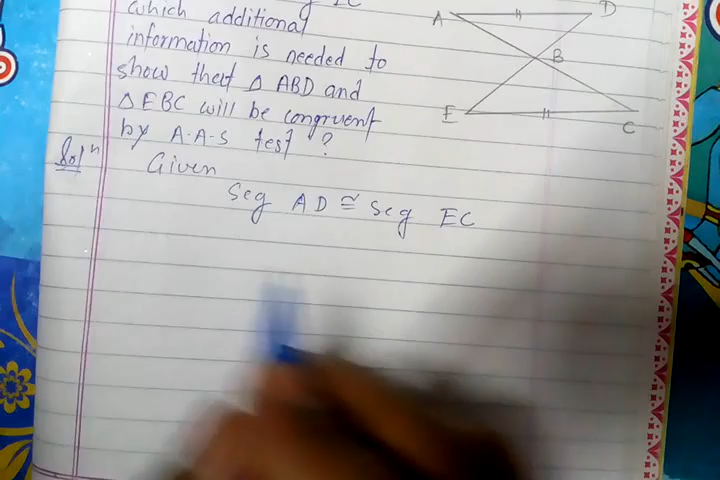 EC
which additional
information is needed to
show that △ ABD and
△ EBC will be congruent
by A-A-S test ?
Solⁿ Given
seg AD ≅ seg EC
A D
B
E C